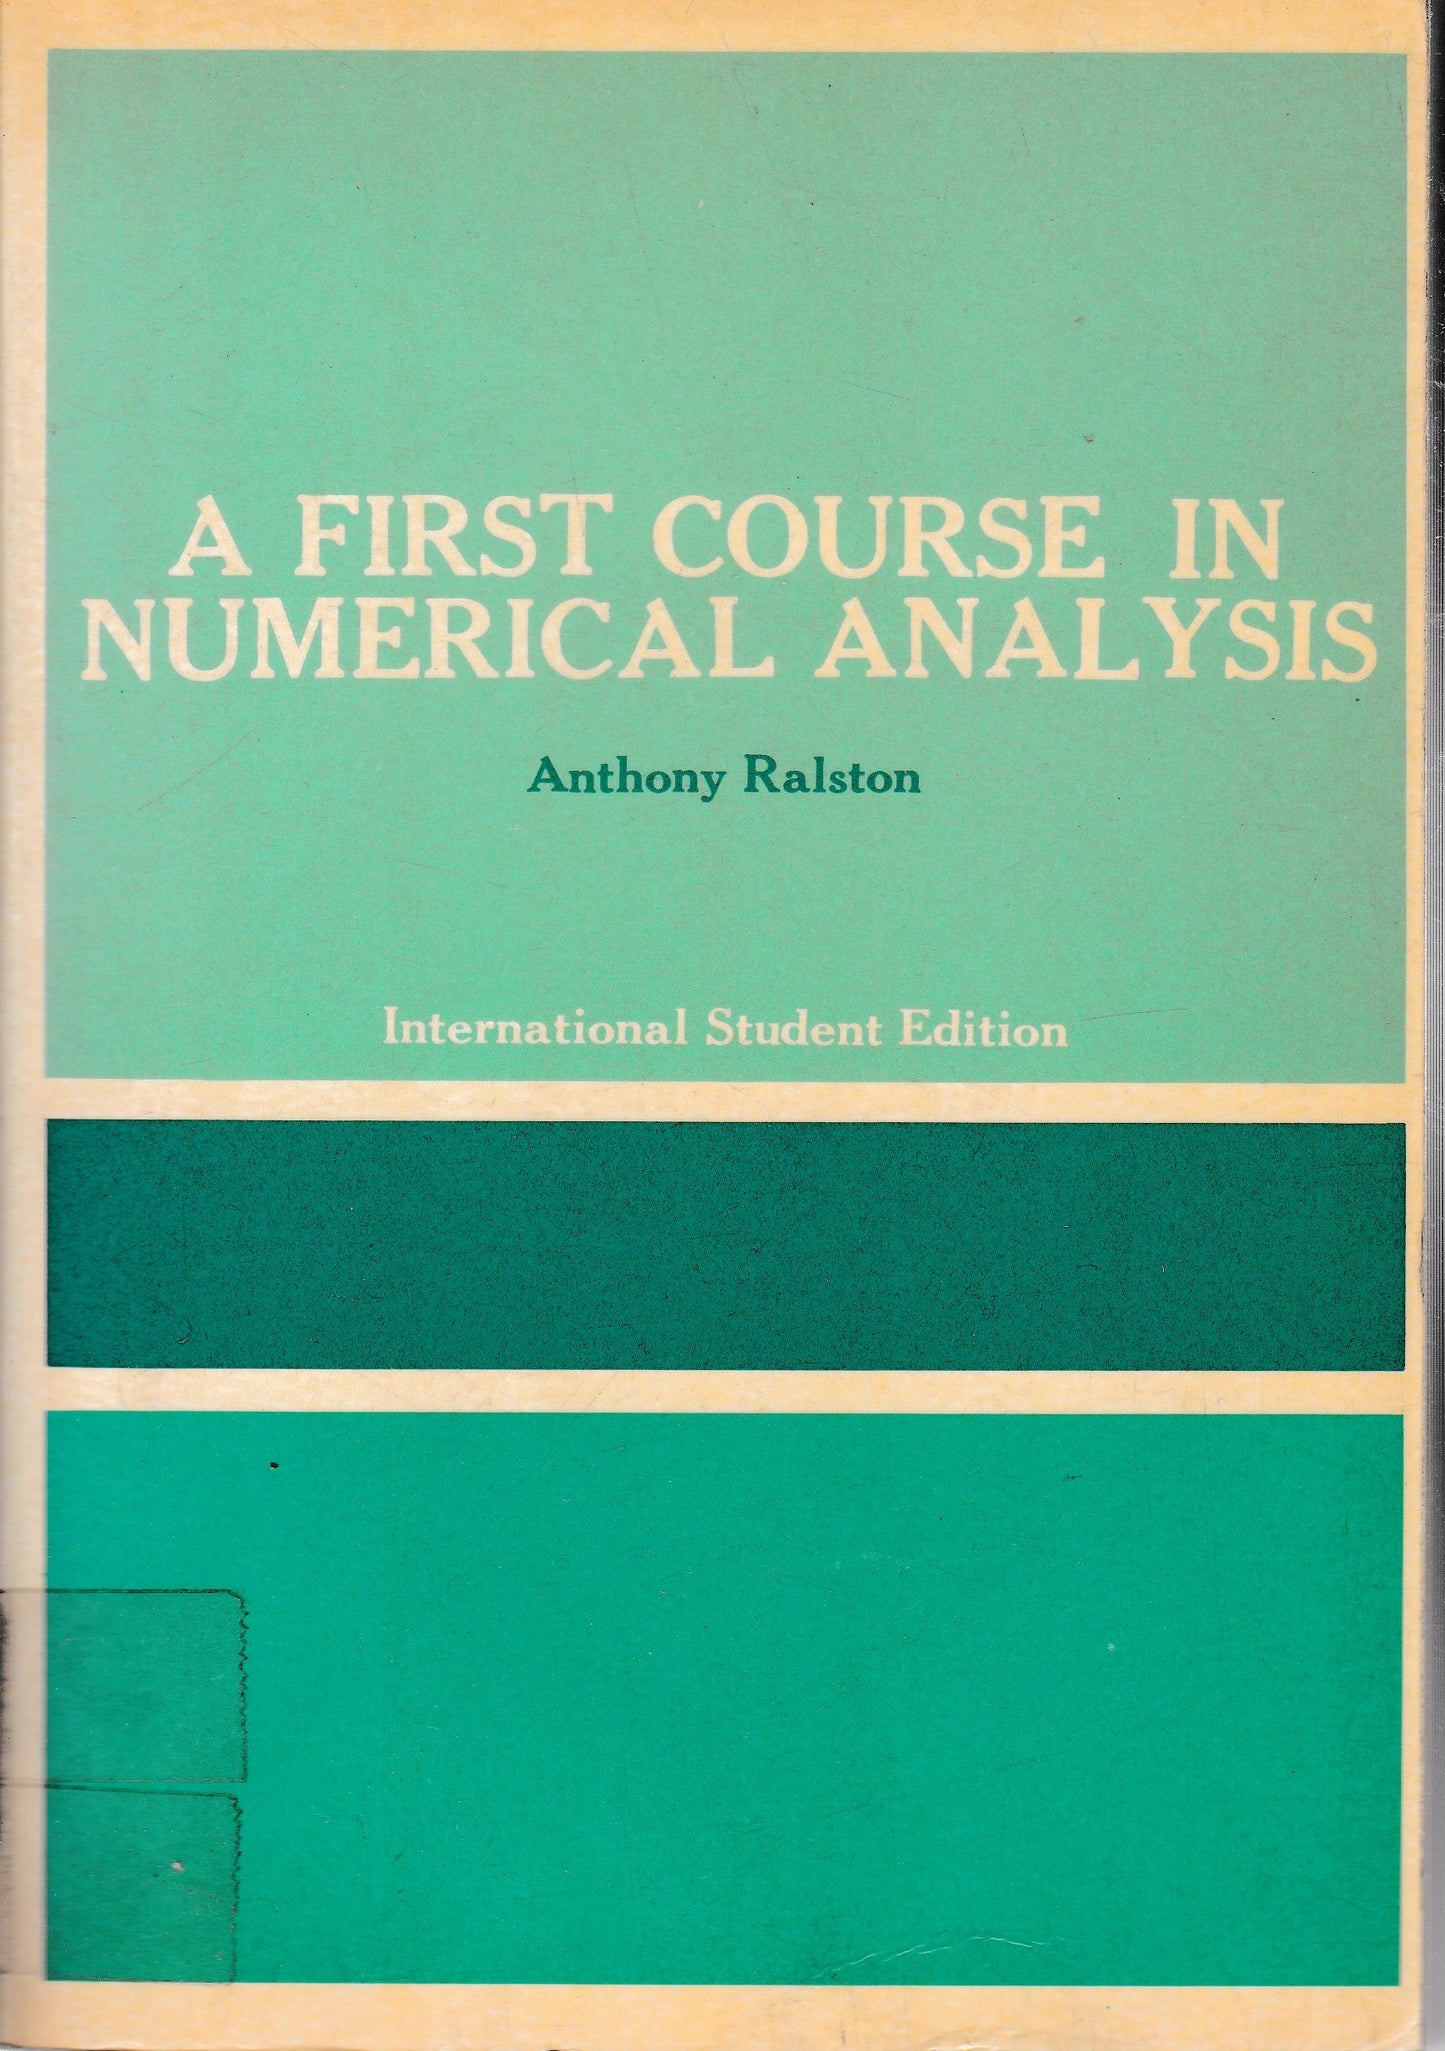 A FIRST COURSE IN
NUMERICAL ANALYSIS
Anthony Ralston
International Student Edition